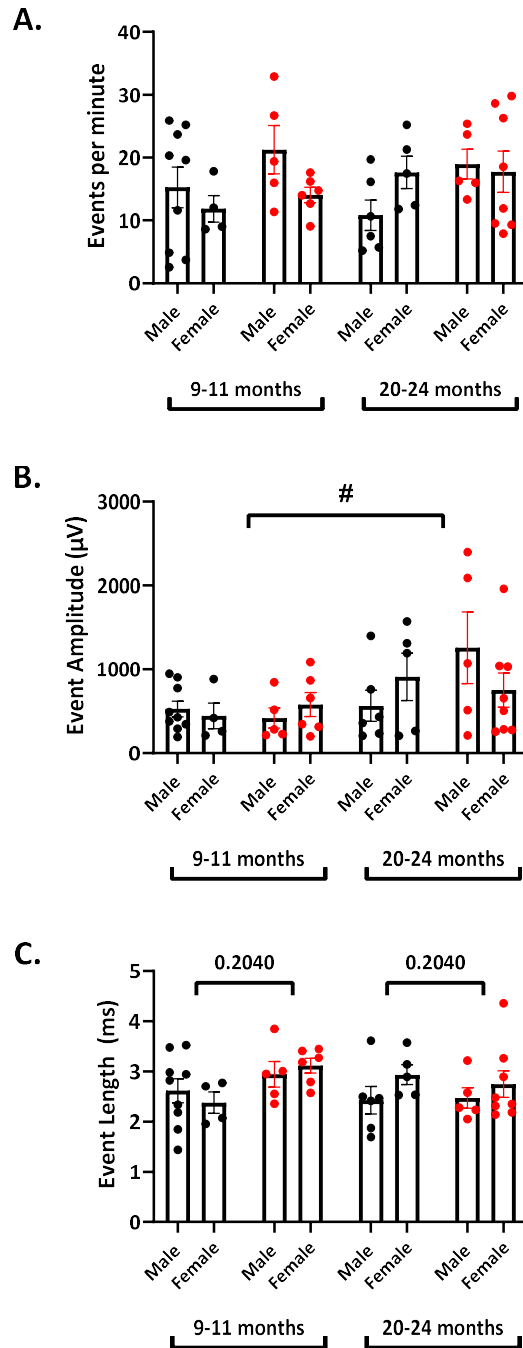 A.
Events per minute
40
30
20
10
0
Male
Female
Male
Female
Male
Female
Male
Female
9-11 months
20-24 months
B.
Event Amplitude (µV)
3000
2000
1000
0
#
Male
Female
Male
Female
Male
Female
Male
Female
9-11 months
20-24 months
C.
Event Length (ms)
5
4
3
2
1
0
0.2040
0.2040
Male
Female
Male
Female
Male
Female
Male
Female
9-11 months
20-24 months